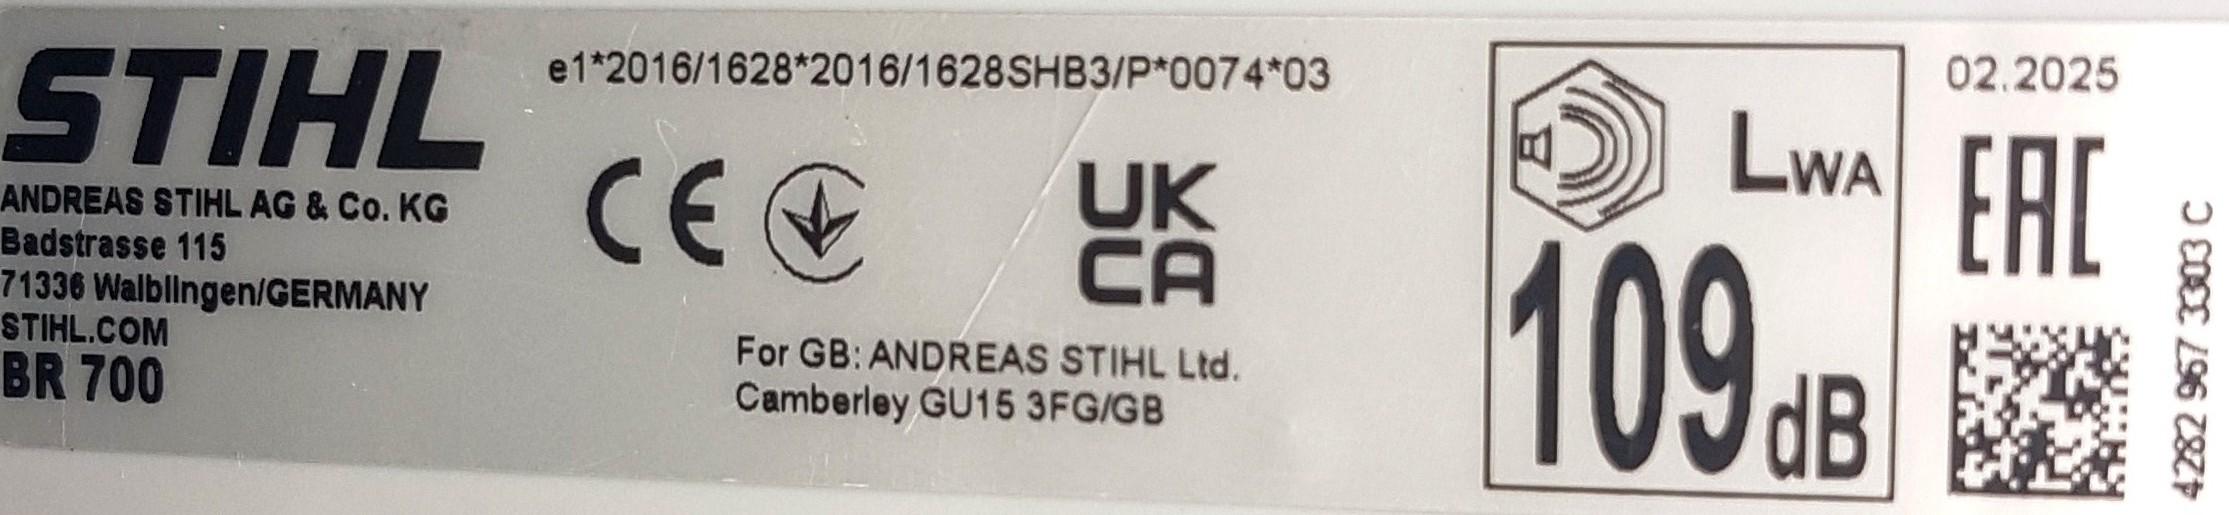 STIHL
ANDREAS STIHL AG & Co. KG
Badstrasse 115
71336 Waiblingen/GERMANY
STIHL.COM
BR 700
e1*2016/1628*2016/1628SHB3/P*0074*03
CE
UK
CA
For GB: ANDREAS STIHL Ltd.
Camberley GU15 3FG/GB
LWA
109 dB
02.2025
EAC
4282 967 3303 C